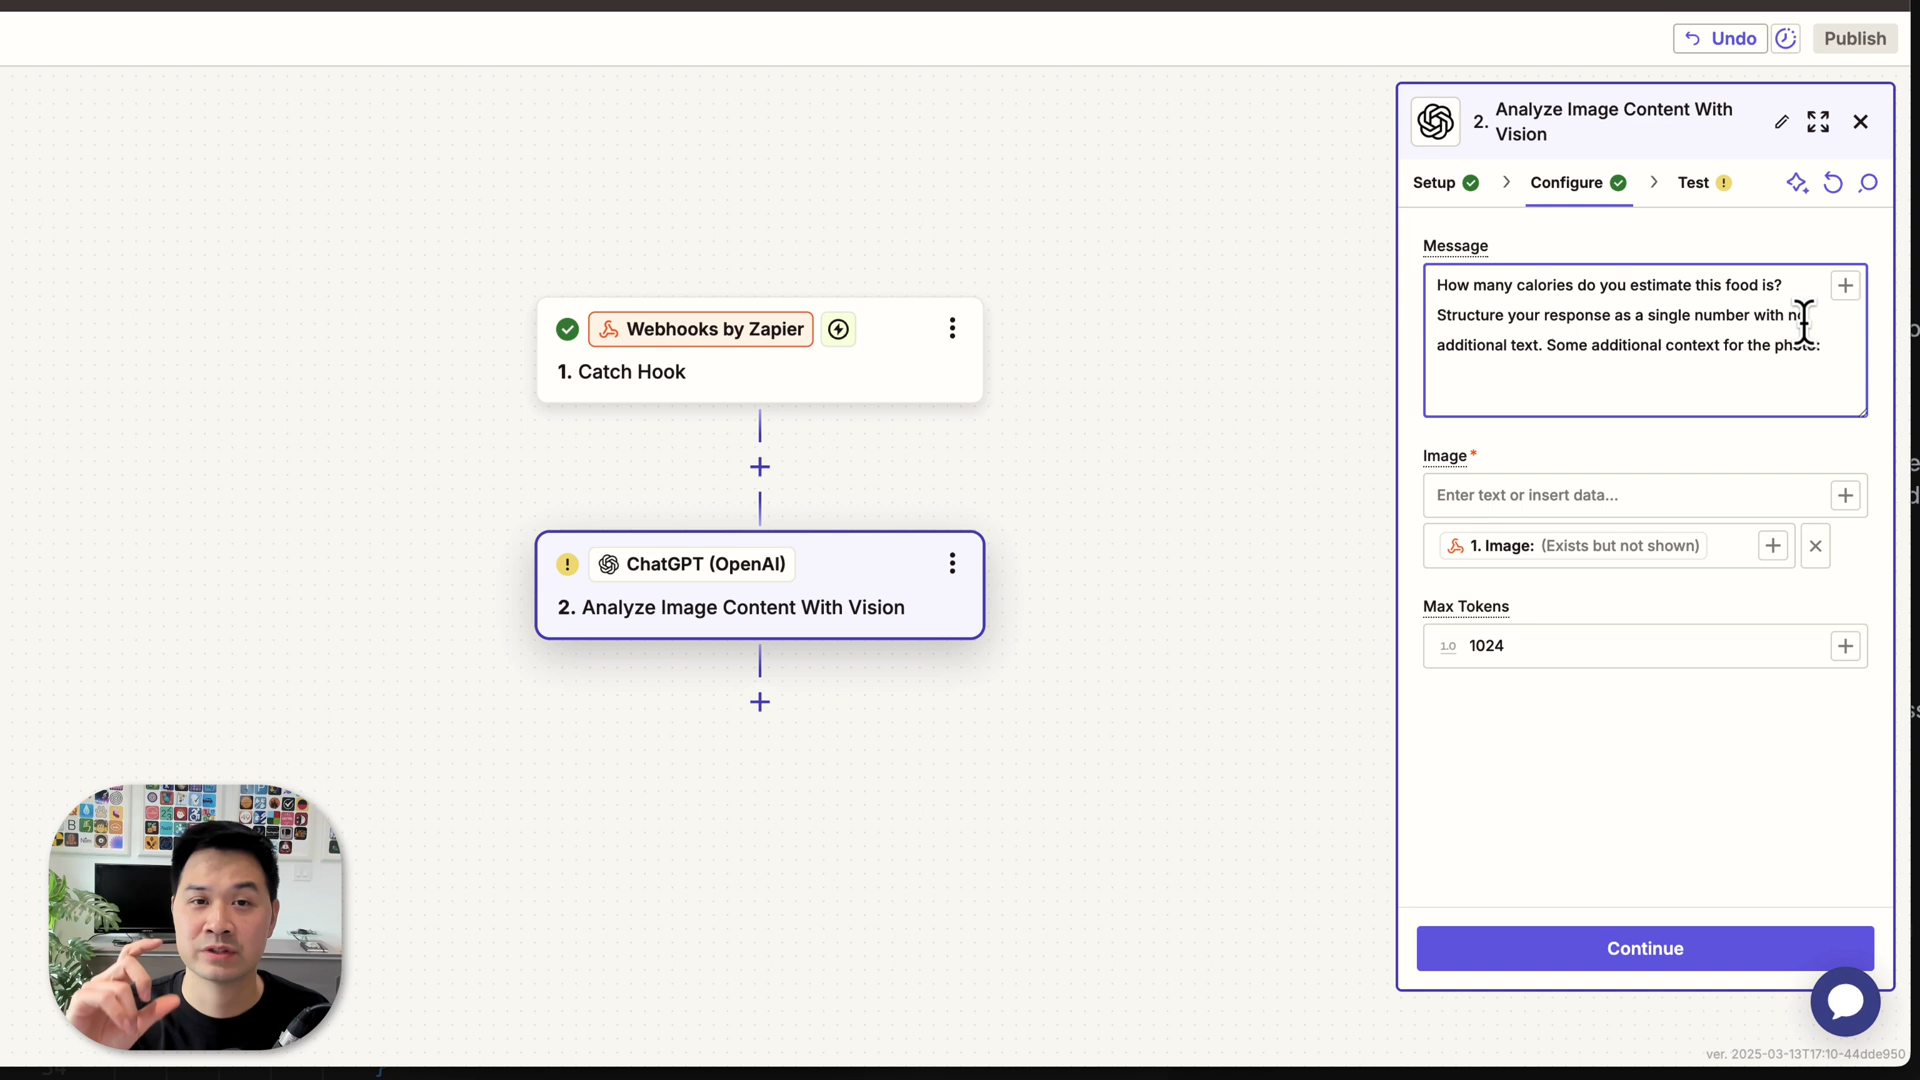 Undo
Publish
2. Analyze Image Content With
Vision
Setup
Configure
Test
Message
How many calories do you estimate this food is?
Structure your response as a single number with
additional text. Some additional context for the
Image *
Enter text or insert data...
1. Image: (Exists but not shown)
Max Tokens
1.0 1024
Continue
Webhooks by Zapier
1. Catch Hook
ChatGPT (OpenAI)
2. Analyze Image Content With Vision
ver. 2025-03-13T17:10-44dde950